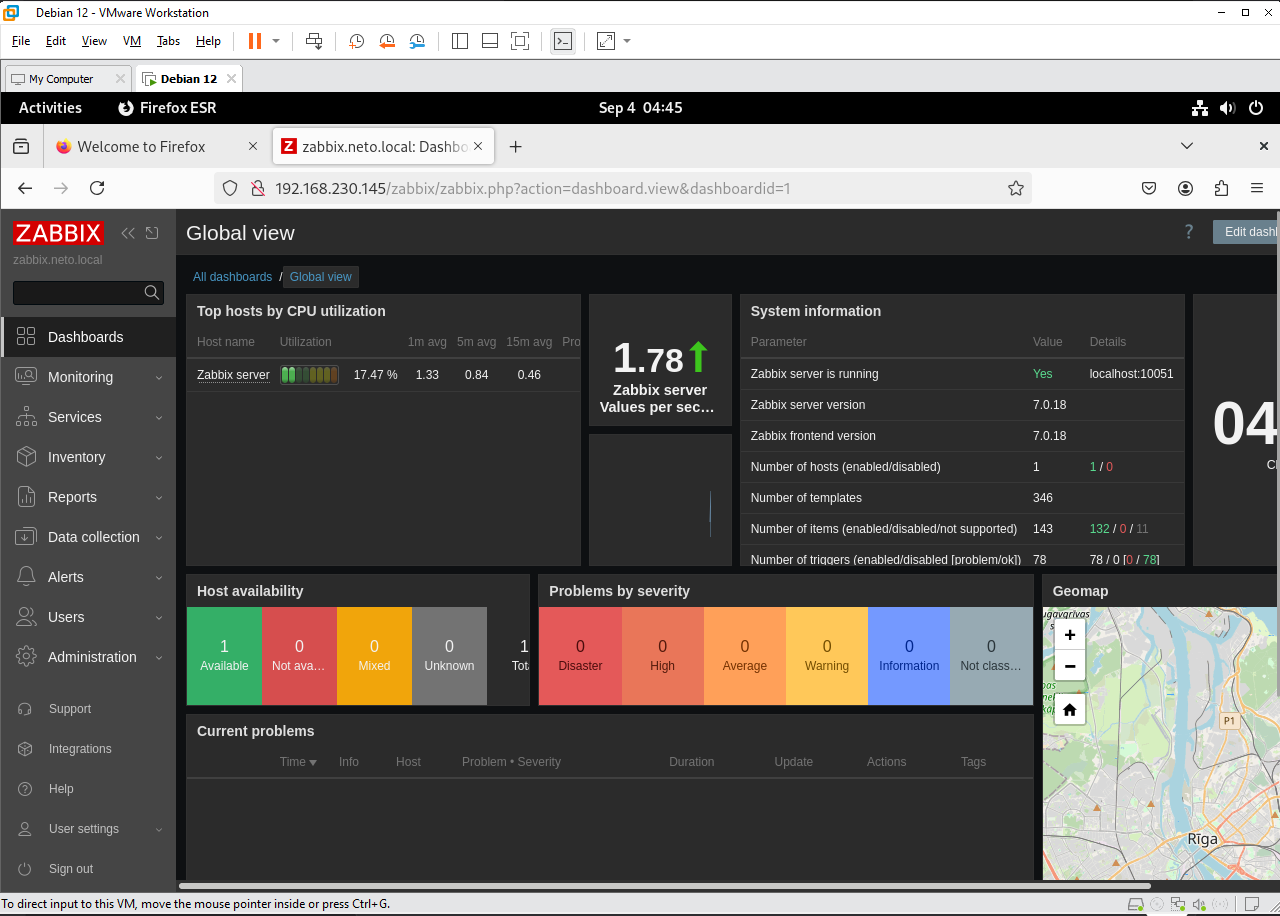 Debian 12 - VMware Workstation
File Edit View VM Tabs Help
My Computer Debian 12
Activities Firefox ESR Sep 4 04:45
Welcome to Firefox zabbix.neto.local: Dashbo
192.168.230.145/zabbix/zabbix.php?action=dashboard.view&dashboardid=1
ZABBIX
zabbix.neto.local
Dashboards
Monitoring
Services
Inventory
Reports
Data collection
Alerts
Users
Administration
Support
Integrations
Help
User settings
Sign out
Global view ? Edit dash
All dashboards / Global view
Top hosts by CPU utilization
Host name Utilization 1m avg 5m avg 15m avg Pro
Zabbix server 17.47 % 1.33 0.84 0.46
1.78
Zabbix server
Values per sec...
System information
Parameter Value Details
Zabbix server is running Yes localhost:10051
Zabbix server version 7.0.18
Zabbix frontend version 7.0.18
Number of hosts (enabled/disabled) 1 1 / 0
Number of templates 346
Number of items (enabled/disabled/not supported) 143 132 / 0 / 11
Number of triggers (enabled/disabled [problem/ok]) 78 78 / 0 [0 / 78]
04
Host availability
1 Available
0 Not ava...
0 Mixed
0 Unknown
1 Tot
Problems by severity
0 Disaster
0 High
0 Average
0 Warning
0 Information
0 Not class...
Geomap
+
−
P1
Rīga
Current problems
Time Info Host Problem • Severity Duration Update Actions Tags
To direct input to this VM, move the mouse pointer inside or press Ctrl+G.